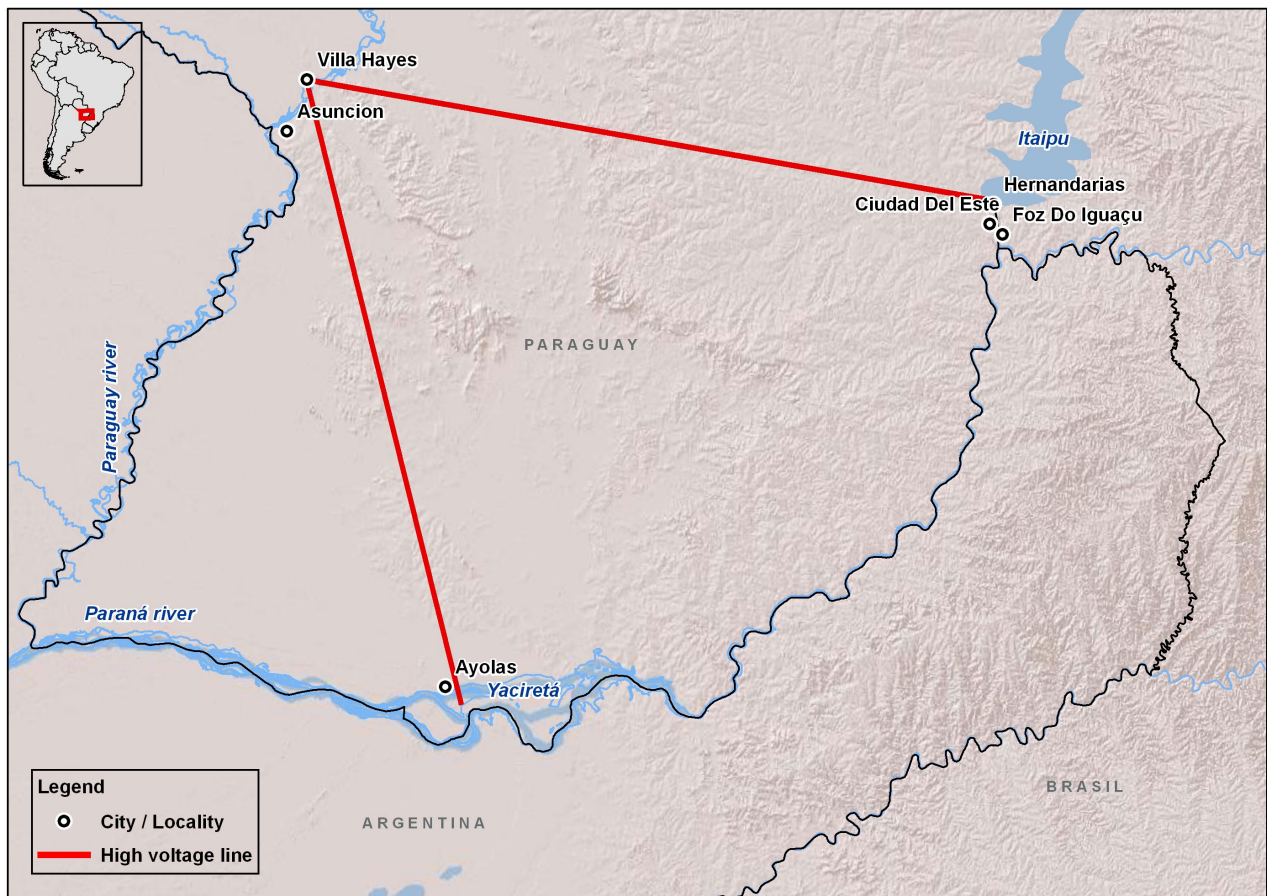 Villa Hayes
Asuncion
Itaipu
Hernandarias
Ciudad Del Este
Foz Do Iguaçu
PARAGUAY
Paraguay river
Paraná river
Ayolas
Yaciretá
Legend
City / Locality
High voltage line
ARGENTINA
BRASIL